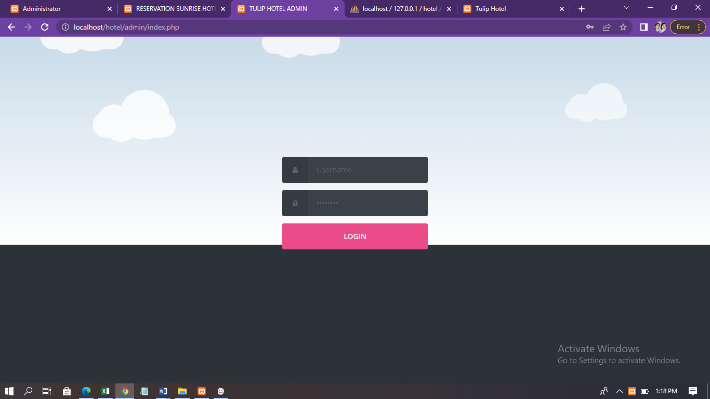 Administrator
RESERVATION SUNRISE HOT
TULIP HOTEL ADMIN
localhost / 127.0.0.1 / hotel /
Tulip Hotel
localhost/hotel/admin/index.php
Error
username
LOGIN
Activate Windows
Go to Settings to activate Windows.
1:18 PM